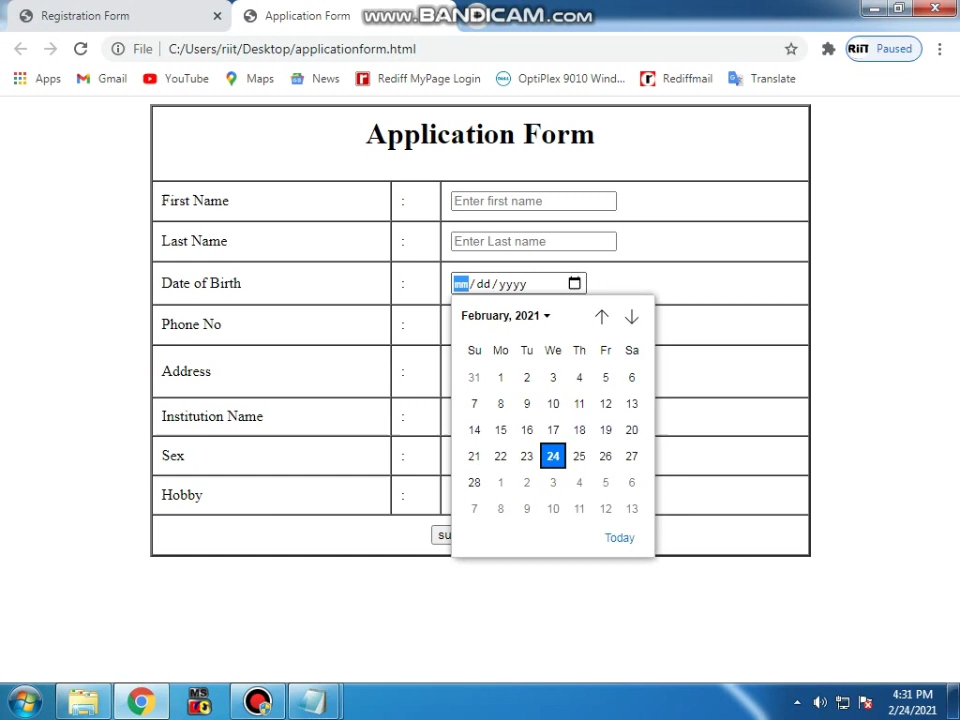 Registration Form
Application Form
www.BANDICAM.com
File
C:/Users/riit/Desktop/applicationform.html
RiiT Paused
Apps
Gmail
YouTube
Maps
News
Rediff MyPage Login
OptiPlex 9010 Wind...
Rediffmail
Translate
Application Form
First Name : Enter first name
Last Name : Enter Last name
Date of Birth : mm/dd/yyyy
February, 2021
Su Mo Tu We Th Fr Sa
31 1 2 3 4 5 6
7 8 9 10 11 12 13
14 15 16 17 18 19 20
21 22 23 24 25 26 27
28 1 2 3 4 5 6
7 8 9 10 11 12 13
Today
Phone No :
Address :
Institution Name :
Sex :
Hobby :
su
MS
4:31 PM
2/24/2021